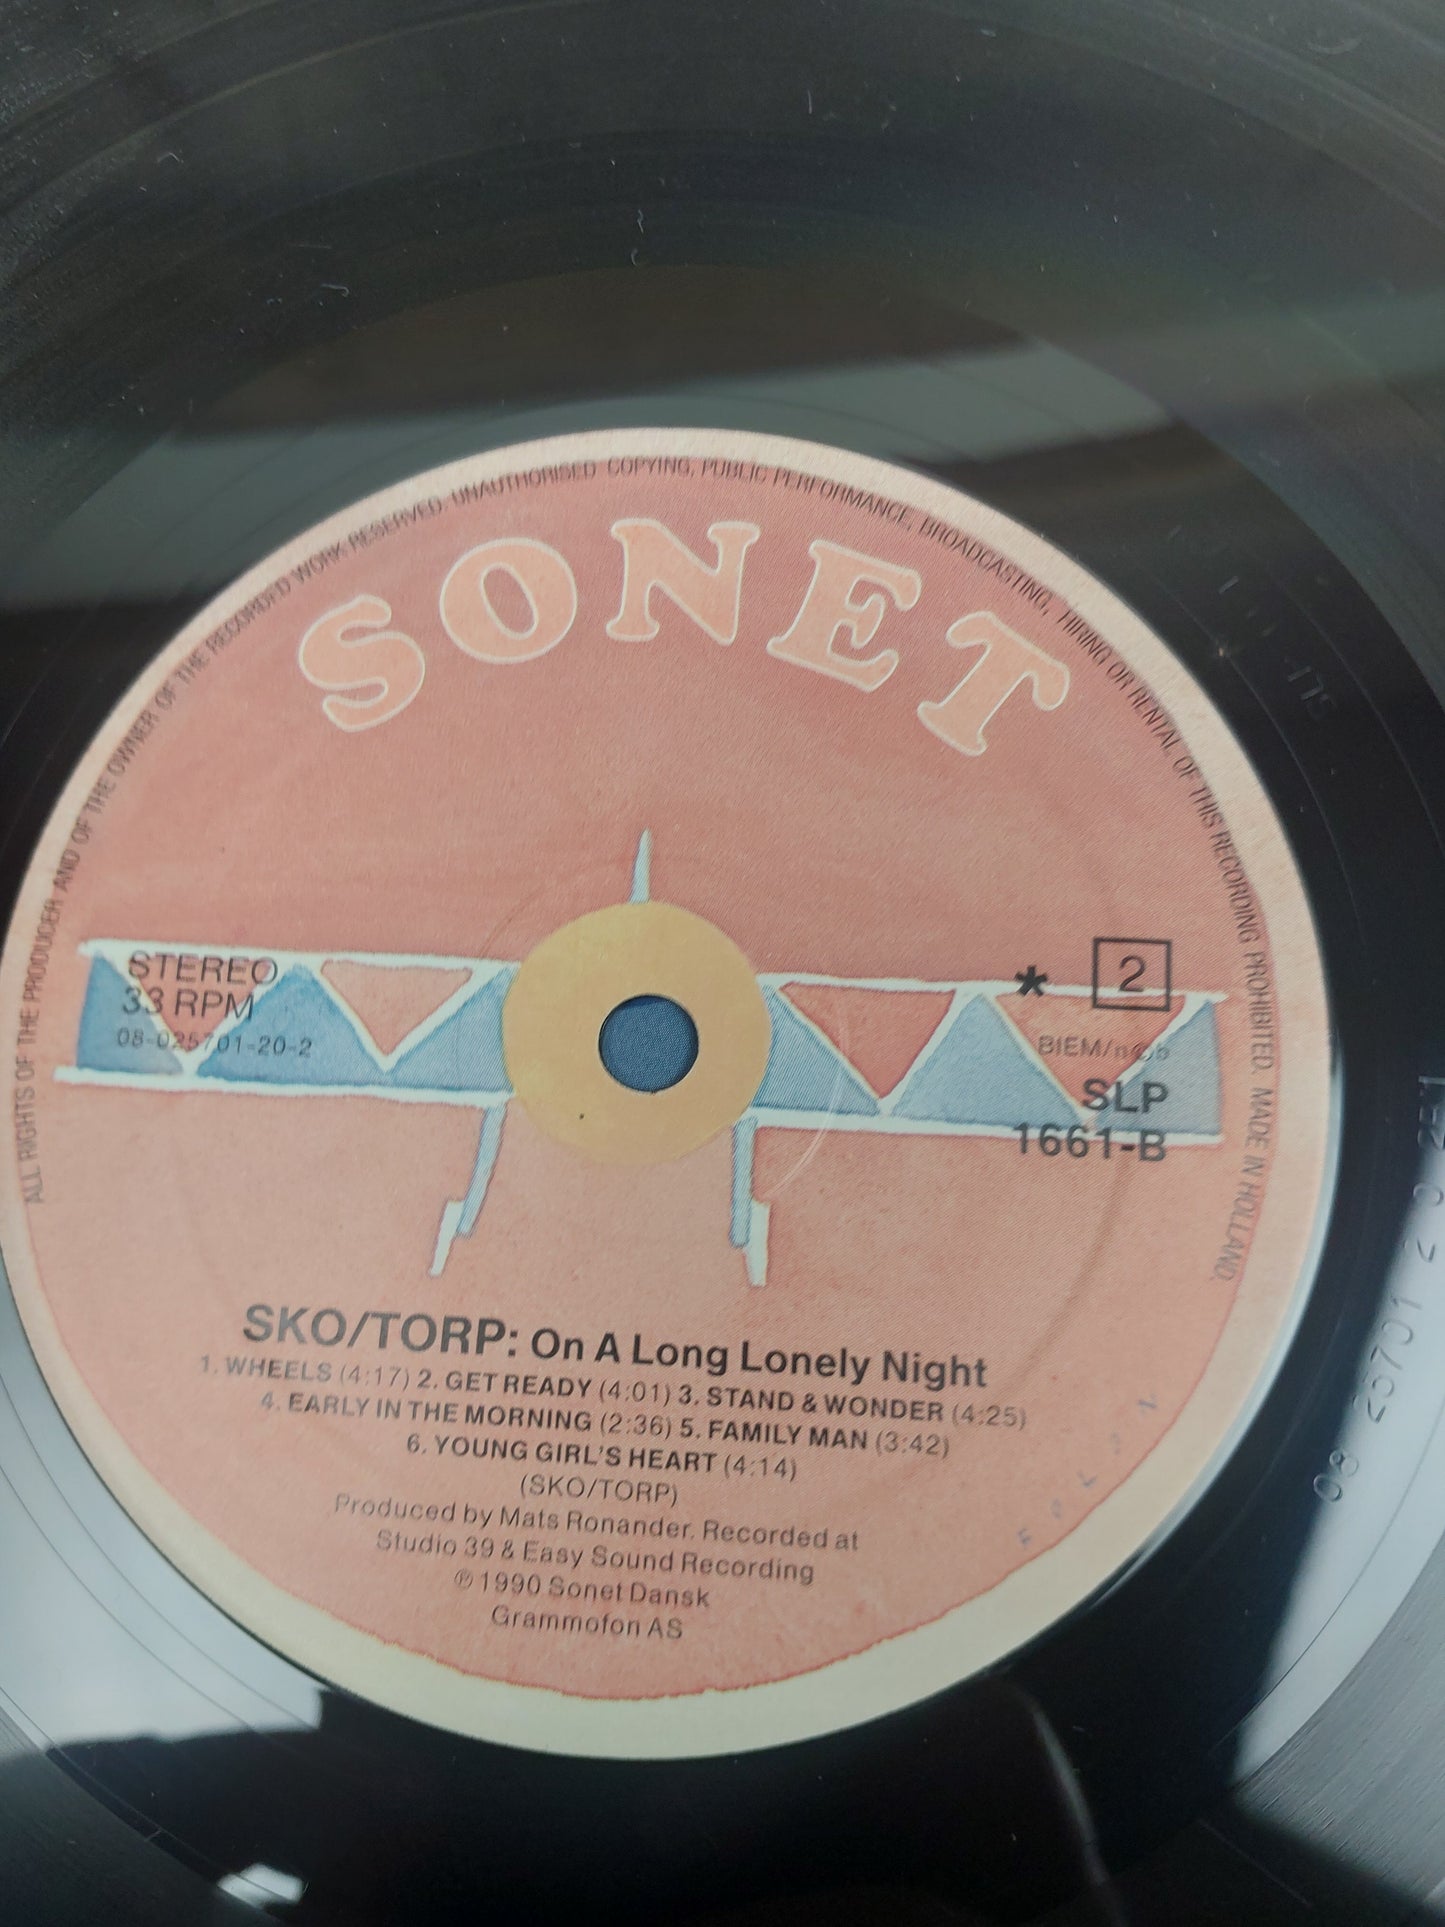 ALL RIGHTS OF THE PRODUCER AND OF THE OWNER OF THE RECORDED WORK RESERVED. UNAUTHORISED COPYING, PUBLIC PERFORMANCE, BROADCASTING, HIRING OR RENTAL OF THIS RECORDING PROHIBITED. MADE IN HOLLAND.
SONET
STEREO
33 RPM
08-025701-20-2
* 2
BIEM/n©b
SLP
1661-B
SKO/TORP: On A Long Lonely Night
1. WHEELS (4:17) 2. GET READY (4:01) 3. STAND & WONDER (4:25)
4. EARLY IN THE MORNING (2:36) 5. FAMILY MAN (3:42)
6. YOUNG GIRL'S HEART (4:14)
(SKO/TORP)
Produced by Mats Ronander. Recorded at
Studio 39 & Easy Sound Recording
℗ 1990 Sonet Dansk
Grammofon AS